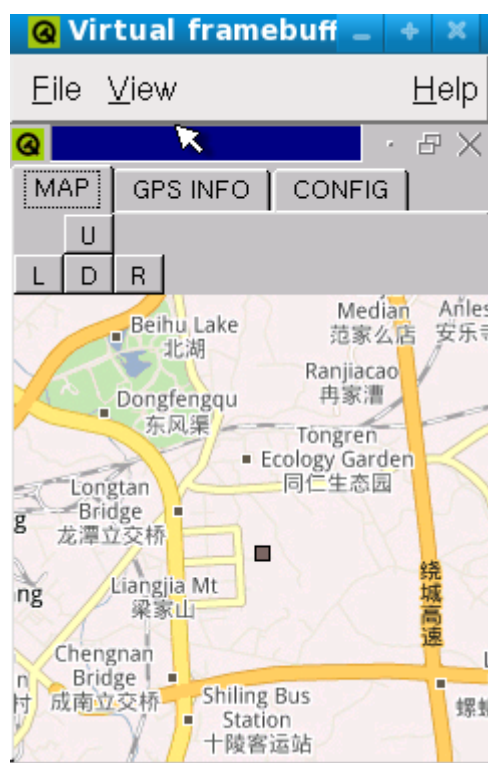 Virtual framebuff
File View Help
MAP GPS INFO CONFIG
U
L D R
Beihu Lake
北湖
Median
范家么店
Anles
安乐寺
Ranjiacao
冉家漕
Dongfengqu
东风渠
Tongren
Ecology Garden
同仁生态园
Longtan
Bridge
龙潭立交桥
g
ng
Liangjia Mt
梁家山
绕城高速
Chengnan
Bridge
成南立交桥
n
村
Shiling Bus
Station
十陵客运站
L